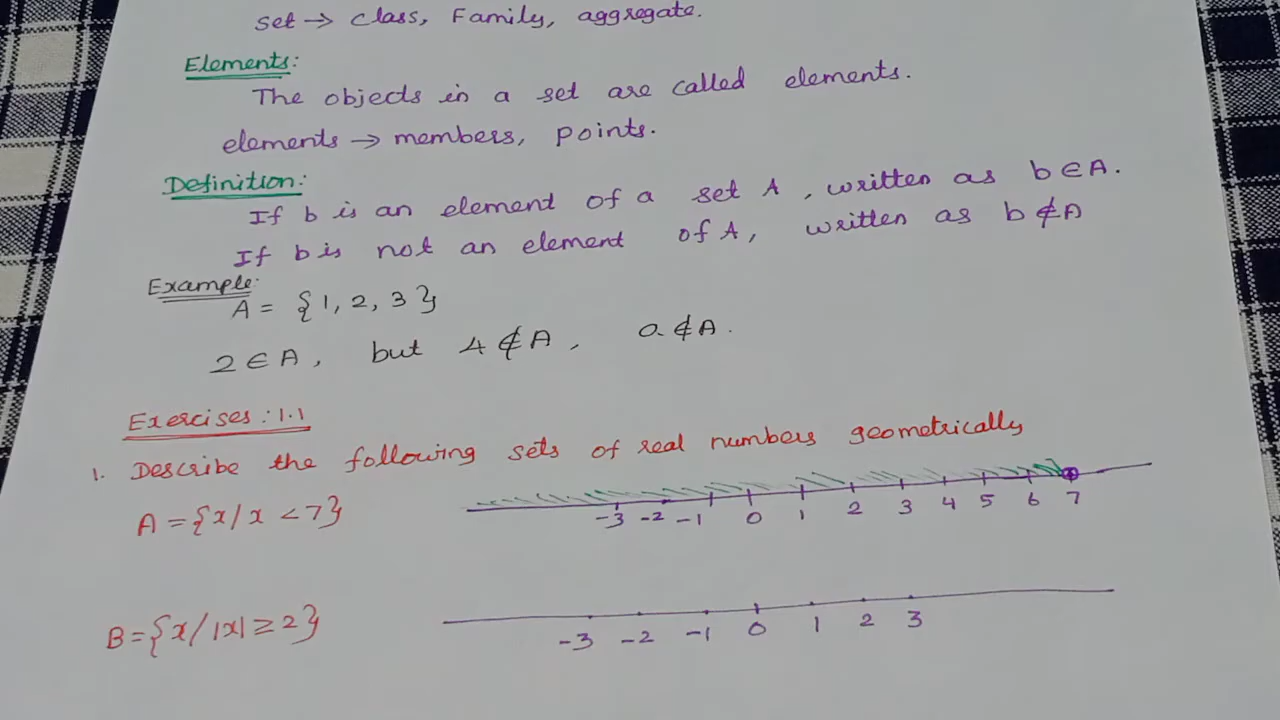 Set → class, Family, aggregate.
Elements:
The objects in a set are called elements.
elements → members, points.
Definition:
If b is an element of a set A, written as b ∈ A.
If b is not an element of A, written as b ∉ A
Example:
A = {1, 2, 3}
2 ∈ A, but 4 ∉ A, a ∉ A.
Exercises: 1.1
1. Describe the following sets of real numbers geometrically
A = {x/x < 7}
-3 -2 -1 0 1 2 3 4 5 6 7
B = {x/|x| ≥ 2}
-3 -2 -1 0 1 2 3